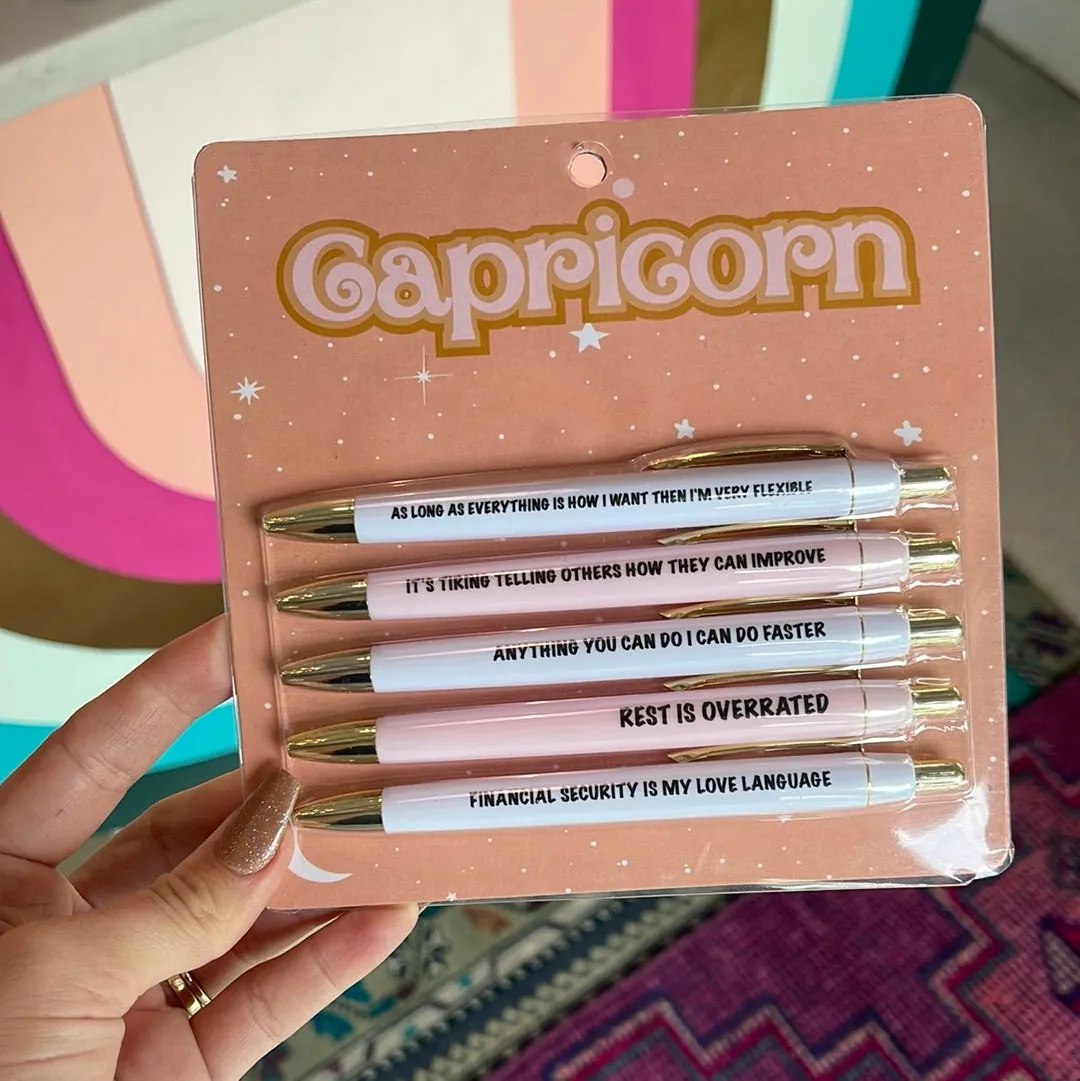 Capricorn
AS LONG AS EVERYTHING IS HOW I WANT THEN I'M VERY FLEXIBLE
IT'S TIRING TELLING OTHERS HOW THEY CAN IMPROVE
ANYTHING YOU CAN DO I CAN DO FASTER
REST IS OVERRATED
FINANCIAL SECURITY IS MY LOVE LANGUAGE